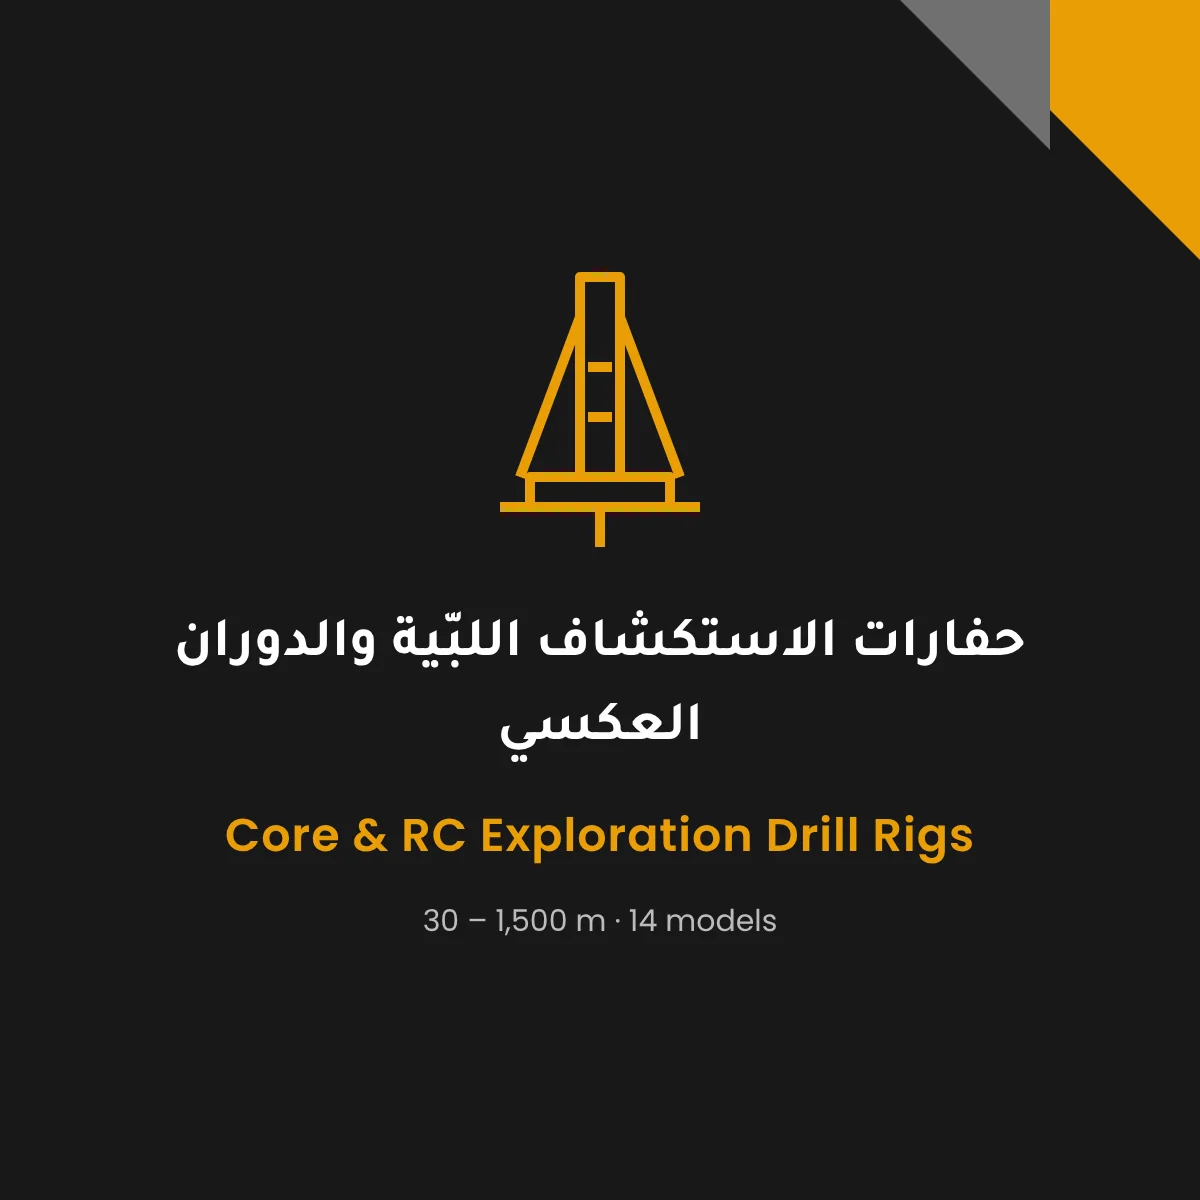 حفارات الاستكشاف اللبّية والدوران
العكسي
Core & RC Exploration Drill Rigs
30 – 1,500 m · 14 models